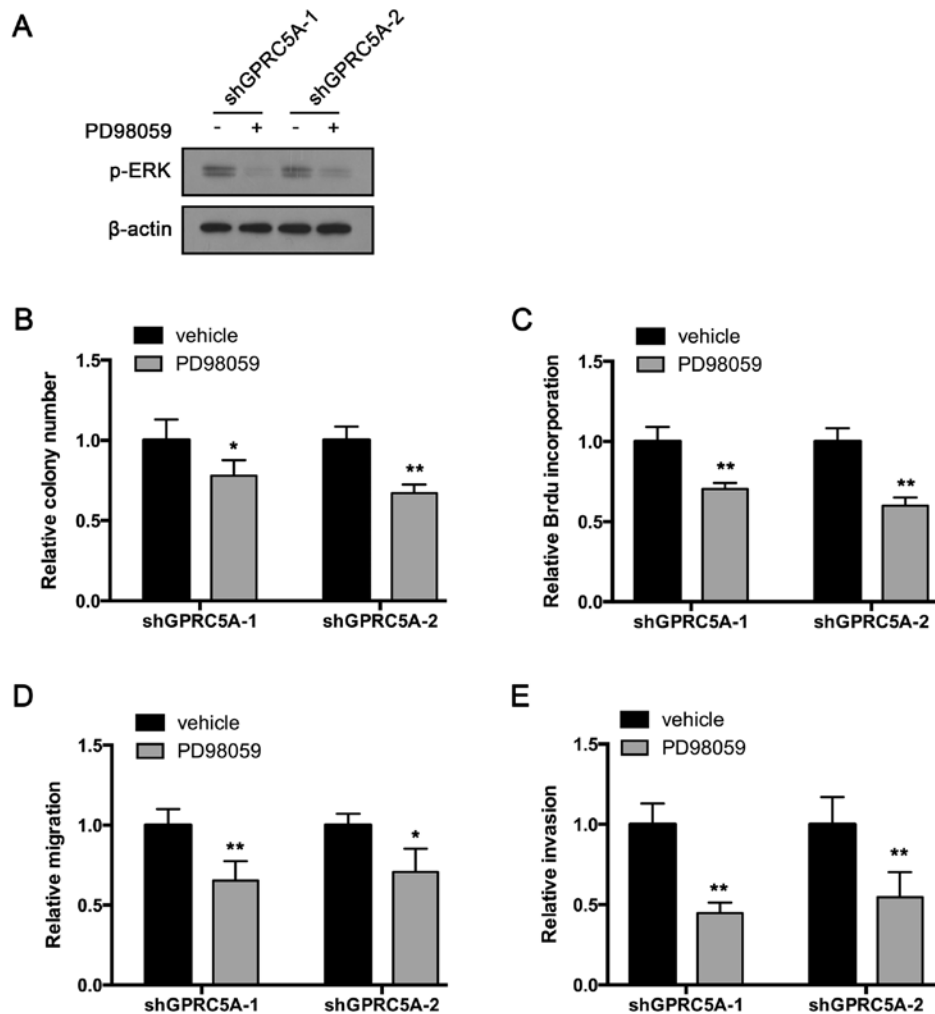 A
shGPRC5A-1 shGPRC5A-2
PD98059 - + - +
p-ERK
β-actin
B
vehicle
PD98059
Relative colony number
1.5
1.0
0.5
0.0
*
**
shGPRC5A-1 shGPRC5A-2
C
vehicle
PD98059
Relative Brdu incorporation
1.5
1.0
0.5
0.0
**
**
shGPRC5A-1 shGPRC5A-2
D
vehicle
PD98059
Relative migration
1.5
1.0
0.5
0.0
**
*
shGPRC5A-1 shGPRC5A-2
E
vehicle
PD98059
Relative invasion
1.5
1.0
0.5
0.0
**
**
shGPRC5A-1 shGPRC5A-2